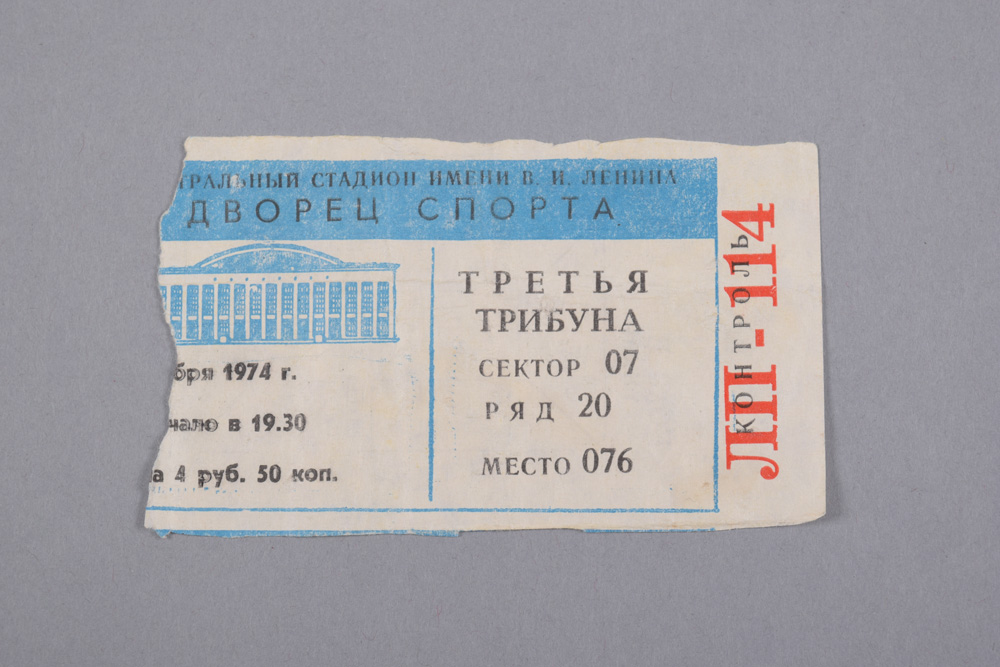 ТРАЛЬНЫЙ СТАДИОН ИМЕНИ В. И. ЛЕНИНА
ДВОРЕЦ СПОРТА
бря 1974 г.
чало в 19.30
а 4 руб. 50 коп.
ТРЕТЬЯ
ТРИБУНА
СЕКТОР 07
РЯД 20
МЕСТО 076
КОНТРОЛЬ
ЛП-114